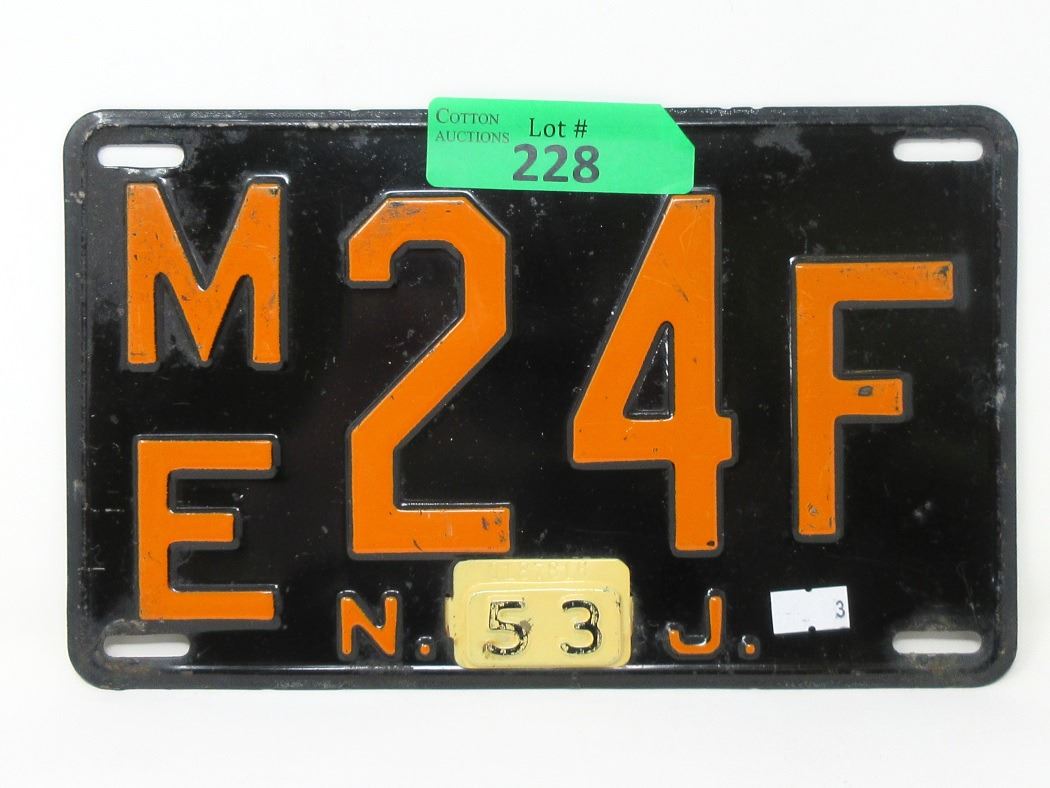 COTTON
AUCTIONS
Lot #
228
M
E
24F
N.
53
J.
3